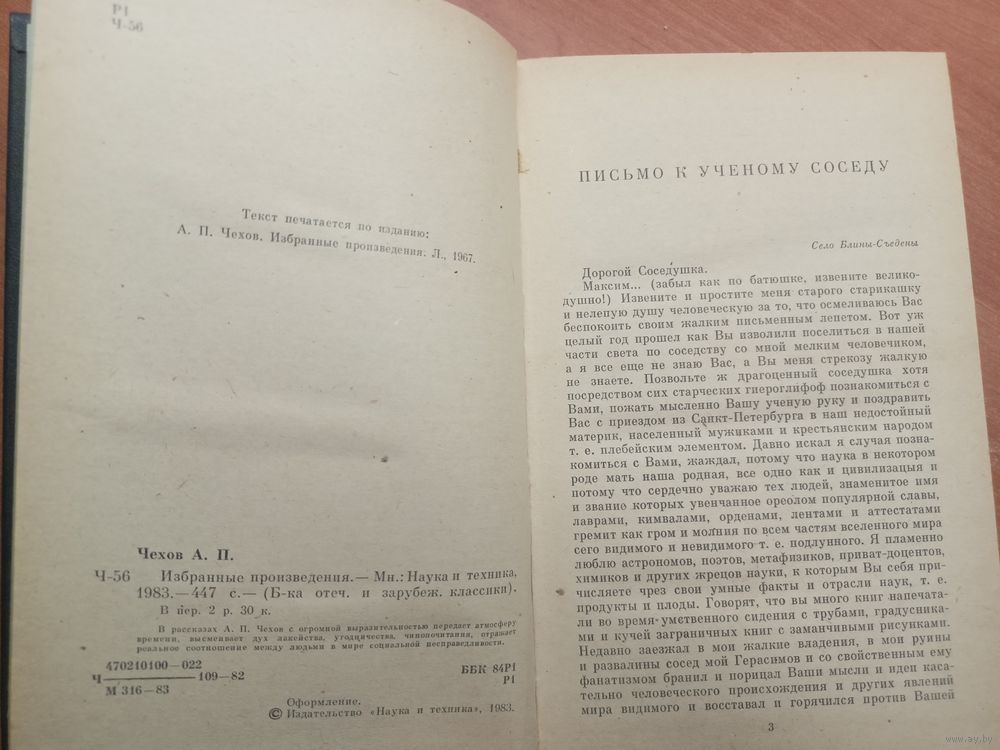 Р1
Ч-56
Текст печатается по изданию:
А. П. Чехов. Избранные произведения. Л., 1967.
Чехов А. П.
Ч-56 Избранные произведения.— Мн.: Наука и техника,
1983.—447 с.— (Б-ка отеч. и зарубеж. классики).
В пер. 2 р. 30 к.
В рассказах А. П. Чехов с огромной выразительностью передает атмосферу
времени, высмеивает дух лакейства, угодничества, чинопочитания, отражает
реальное соотношение между людьми в мире социальной несправедливости.
470210100—022
Ч 109—82
М 316—83
ББК 84Р1
Р1
Оформление.
© Издательство «Наука и техника», 1983.
ПИСЬМО К УЧЕНОМУ СОСЕДУ
Село Блины-Съедены
Дорогой Соседушка.
Максим... (забыл как по батюшке, извените велико-
душно!) Извените и простите меня старого старикашку
и нелепую душу человеческую за то, что осмеливаюсь Вас
беспокоить своим жалким письменным лепетом. Вот уж
целый год прошел как Вы изволили поселиться в нашей
части света по соседству со мной мелким человечиком,
а я все еще не знаю Вас, а Вы меня стрекозу жалкую
не знаете. Позвольте ж драгоценный соседушка хотя
посредством сих старческих гиероглифоф познакомиться с
Вами, пожать мысленно Вашу ученую руку и поздравить
Вас с приездом из Санкт-Петербурга в наш недостойный
материк, населенный мужиками и крестьянским народом
т. е. плебейским элементом. Давно искал я случая позна-
комиться с Вами, жаждал, потому что наука в некотором
роде мать наша родная, все одно как и цивилизацыя и
потому что сердечно уважаю тех людей, знаменитое имя
и звание которых увенчанное ореолом популярной славы,
лаврами, кимвалами, орденами, лентами и аттестатами
гремит как гром и молния по всем частям вселенного мира
сего видимого и невидимого т. е. подлунного. Я пламенно
люблю астрономов, поэтов, метафизиков, приват-доцентов,
химиков и других жрецов науки, к которым Вы себя при-
числяете чрез свои умные факты и отрасли наук, т. е.
продукты и плоды. Говорят, что вы много книг напечата-
ли во время умственного сидения с трубами, градусника-
ми и кучей заграничных книг с заманчивыми рисунками.
Недавно заезжал в мои жалкие владения, в мои руины
и развалины сосед мой Герасимов и со свойственным ему
фанатизмом бранил и порицал Ваши мысли и идеи каса-
тельно человеческого происхождения и других явлений
мира видимого и восставал и горячился против Вашей
3
www.ay.by